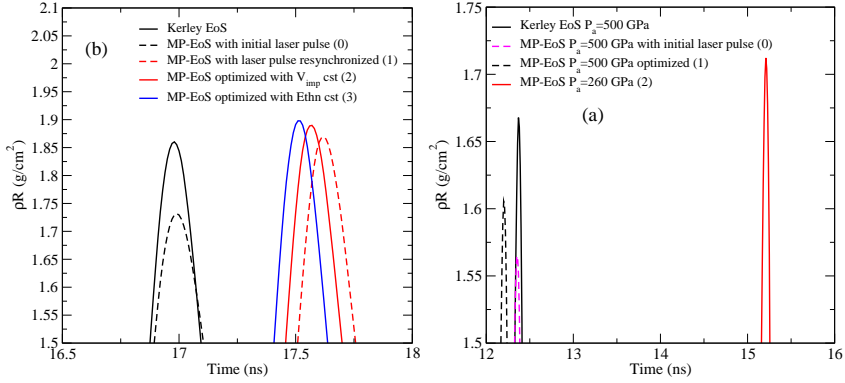 2.1
2.05
2
1.95
1.9
1.85
1.8
1.75
1.7
1.65
1.6
1.55
1.5
ρR (g/cm²)
(b)
Kerley EoS
MP-EoS with initial laser pulse (0)
MP-EoS with laser pulse resynchronized (1)
MP-EoS optimized with V_imp cst (2)
MP-EoS optimized with Ethn cst (3)
16.5 17 17.5 18
Time (ns)
1.75
1.7
1.65
1.6
1.55
1.5
ρR (g/cm²)
Kerley EoS P_a=500 GPa
MP-EoS P_a=500 GPa with initial laser pulse (0)
MP-EoS P_a=500 GPa optimized (1)
MP-EoS P_a=260 GPa (2)
(a)
12 13 14 15 16
Time (ns)